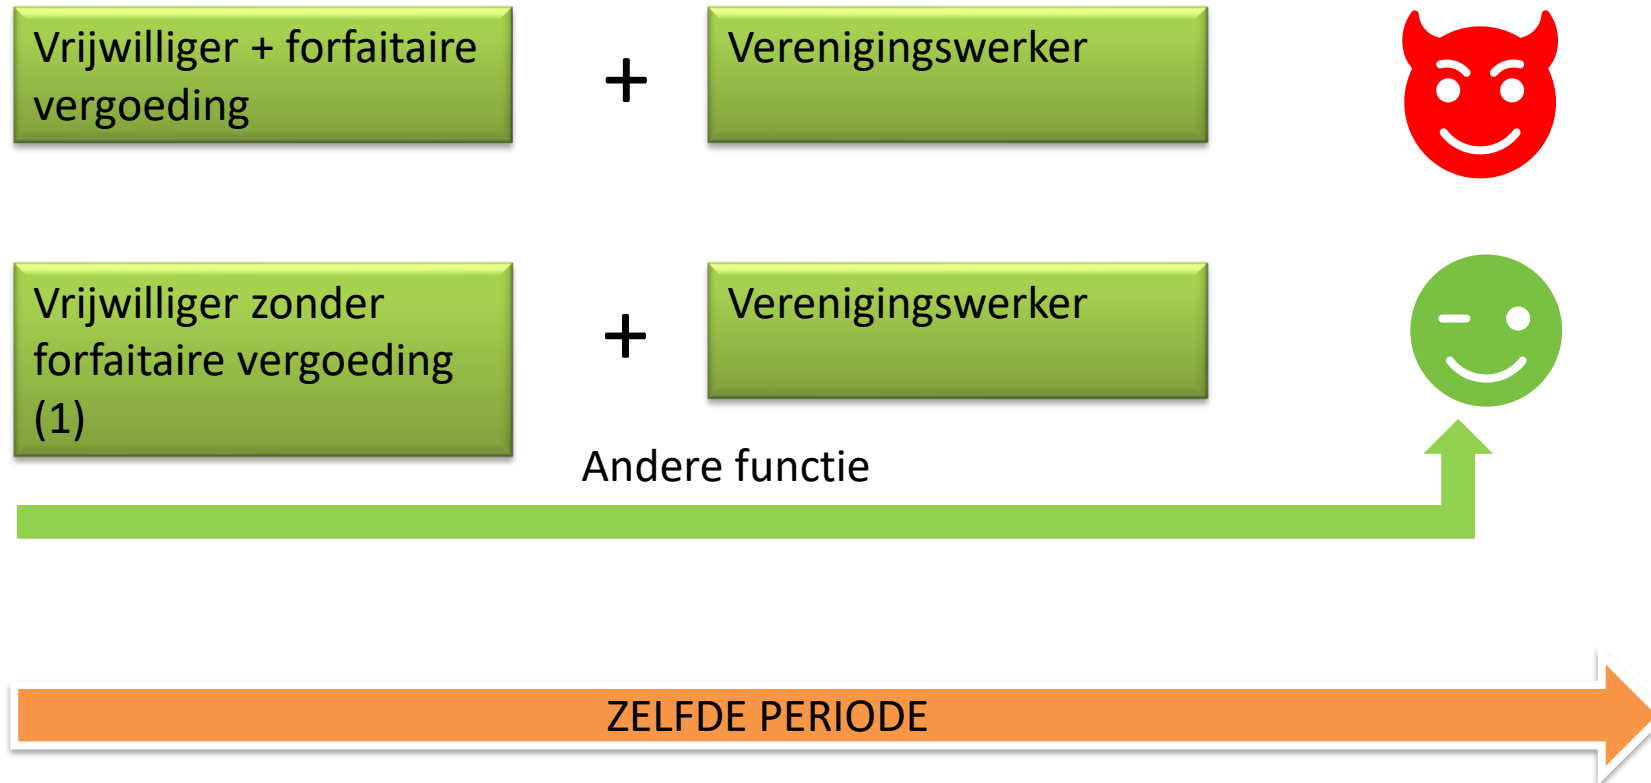 Vrijwilliger + forfaitaire
vergoeding
+
Verenigingswerker
Vrijwilliger zonder
forfaitaire vergoeding
(1)
+
Verenigingswerker
Andere functie
ZELFDE PERIODE